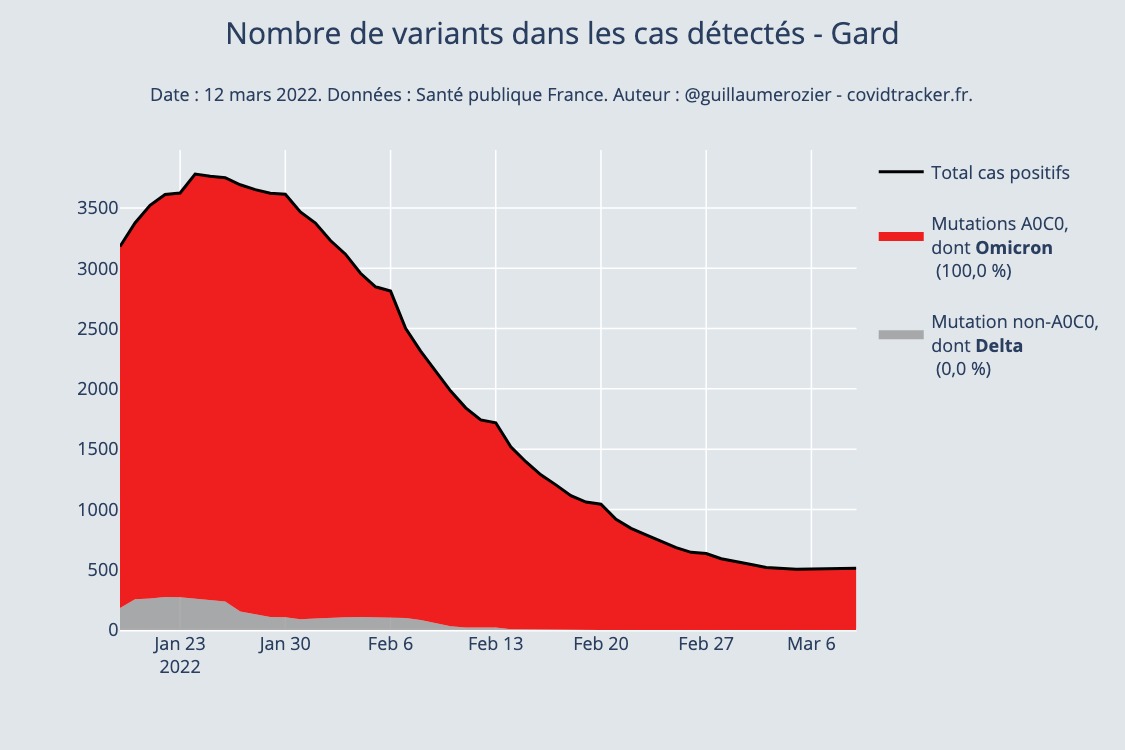 Nombre de variants dans les cas détectés - Gard
Date : 12 mars 2022. Données : Santé publique France. Auteur : @guillaumerozier - covidtracker.fr.
Total cas positifs
Mutations A0C0,
dont Omicron
(100,0 %)
Mutation non-A0C0,
dont Delta
(0,0 %)
3500
3000
2500
2000
1500
1000
500
0
Jan 23 Jan 30 Feb 6 Feb 13 Feb 20 Feb 27 Mar 6
2022